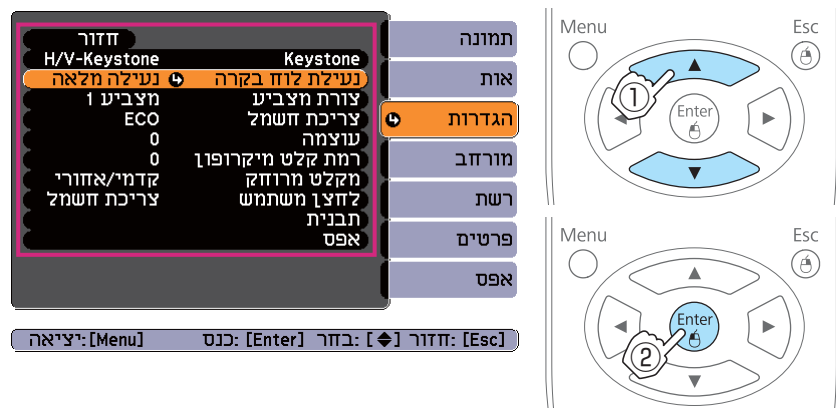 חזור
Keystone H/V-Keystone
נעילת לוח בקרה נעילה מלאה
צורת מצביע מצביע 1
צריכת חשמל ECO
עוצמה 0
רמת קלט מיקרופון 0
מקלט מרוחק קדמי/אחורי
לחצן משתמש צריכת חשמל
תבנית
אפס
תמונה
אות
הגדרות
מורחב
רשת
פרטים
אפס
[Esc] :חזור [◆] :בחר [Enter] :כנס [Menu]:יציאה
Menu Esc
Enter
1
Menu Esc
Enter
2